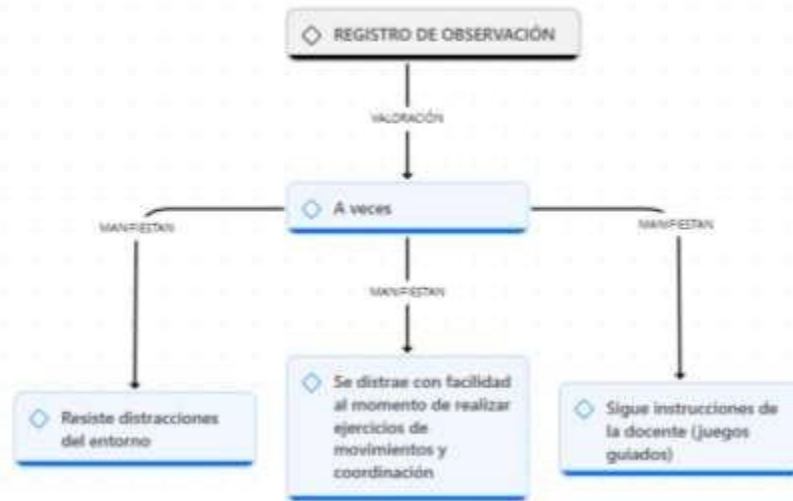 REGISTRO DE OBSERVACIÓN
VALORACIÓN
A veces
MANIFIESTAN
MANIFIESTAN
MANIFIESTAN
Resiste distracciones
del entorno
Se distrae con facilidad
al momento de realizar
ejercicios de
movimientos y
coordinación
Sigue instrucciones de
la docente (juegos
guiados)